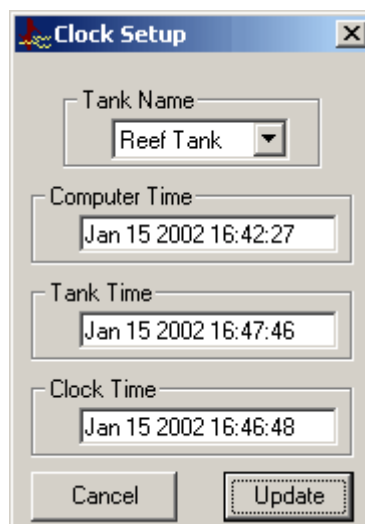 Clock Setup
Tank Name
Reef Tank
Computer Time
Jan 15 2002 16:42:27
Tank Time
Jan 15 2002 16:47:46
Clock Time
Jan 15 2002 16:46:48
Cancel Update